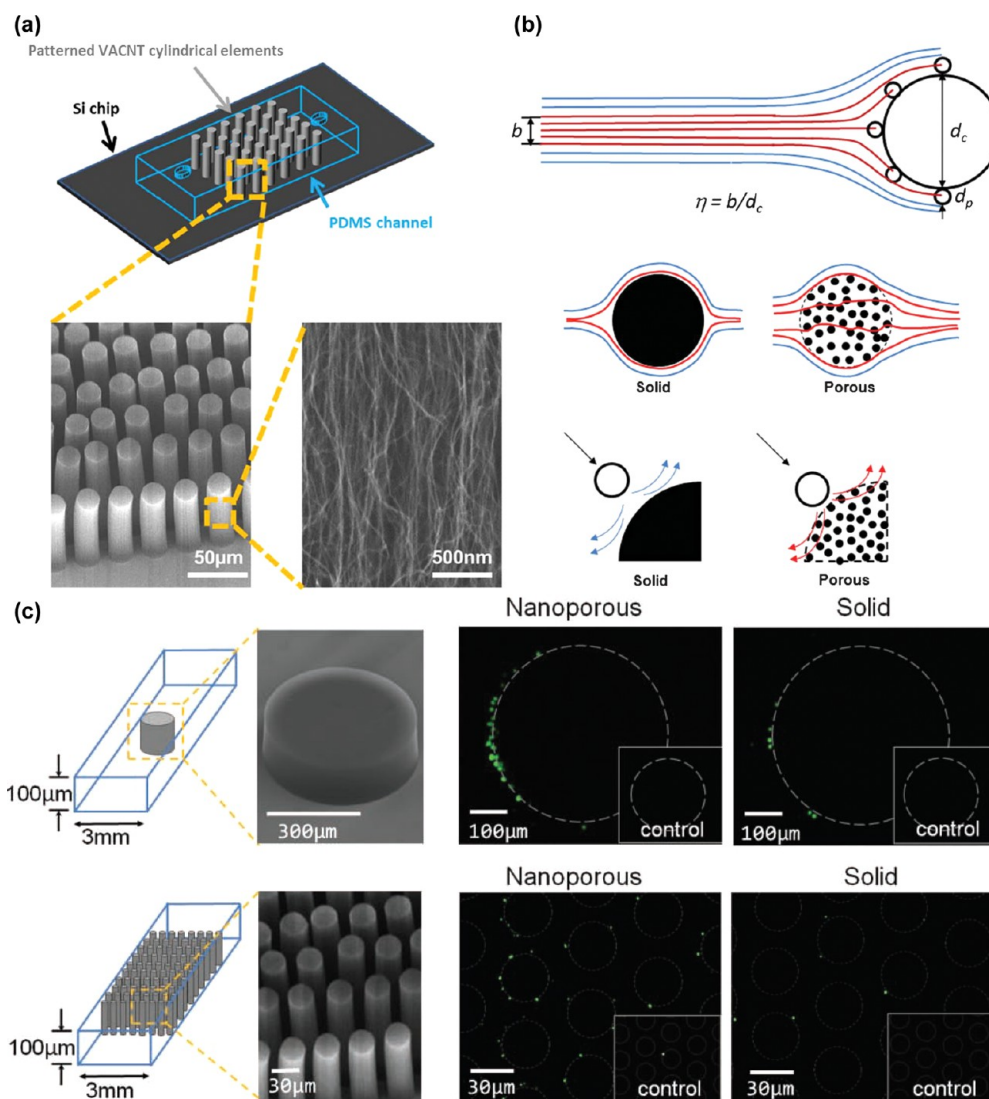 (a)
Patterned VACNT cylindrical elements
Si chip
PDMS channel
50μm
500nm
(b)
b
d_c
d_p
η = b/d_c
Solid
Porous
Solid
Porous
(c)
100μm
3mm
300μm
Nanoporous
100μm
control
Solid
100μm
control
100μm
3mm
30μm
Nanoporous
30μm
control
Solid
30μm
control